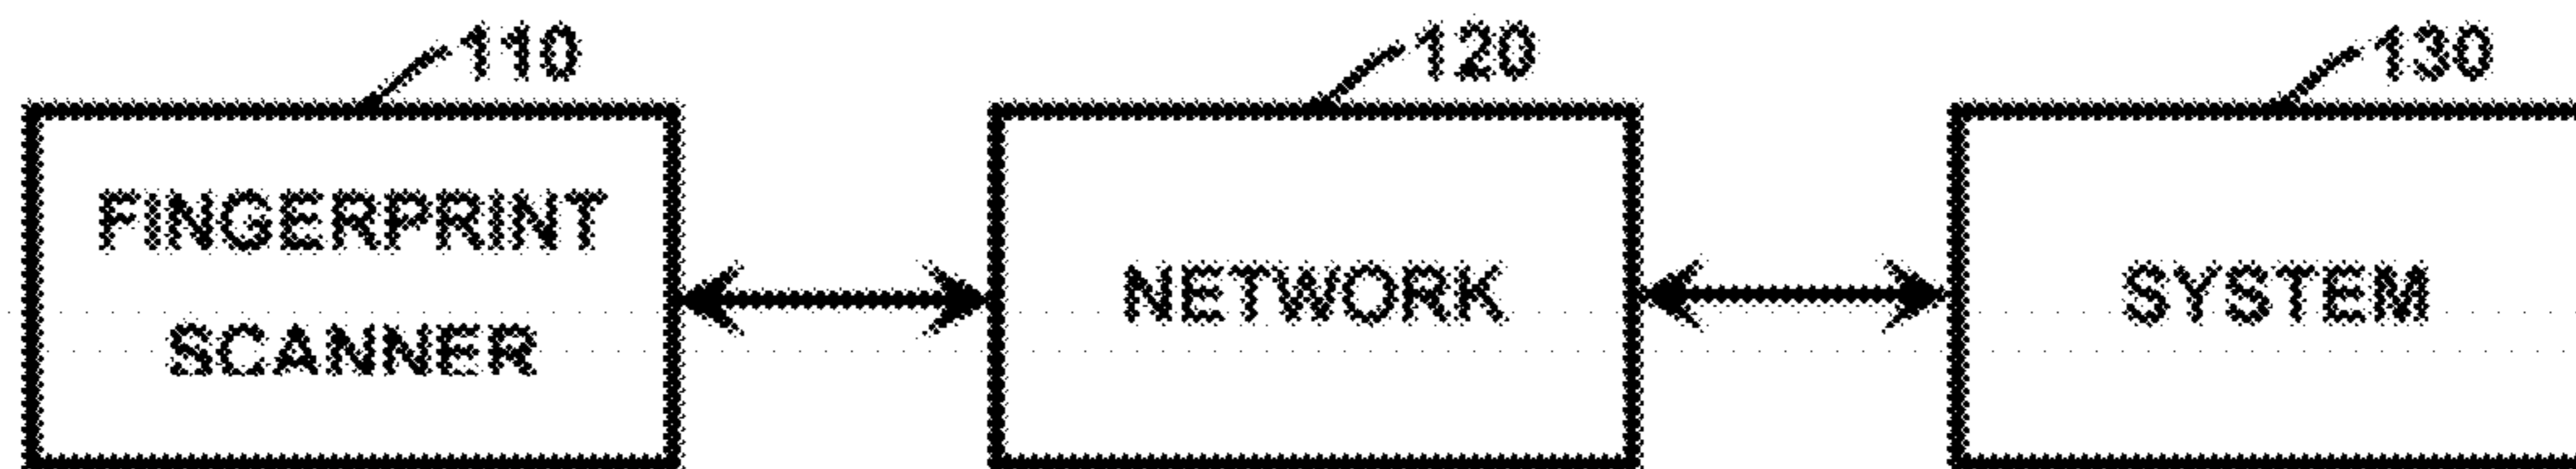 110
120
130
FINGERPRINT
SCANNER
NETWORK
SYSTEM